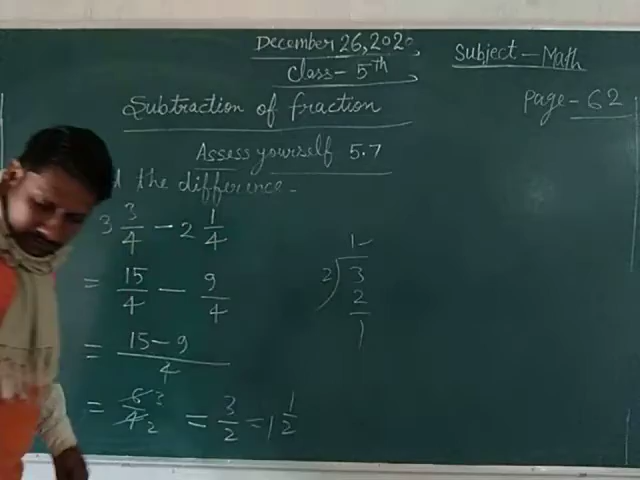 December 26, 2020
Subject - Math
Class - 5th
Page - 62
Subtraction of fraction
Assess yourself 5.7
the difference -
3 3/4 - 2 1/4
= 15/4 - 9/4
= 15-9/4
= 6/4 3 2 = 3/2 = 1 1/2
1
2) 3
2
1